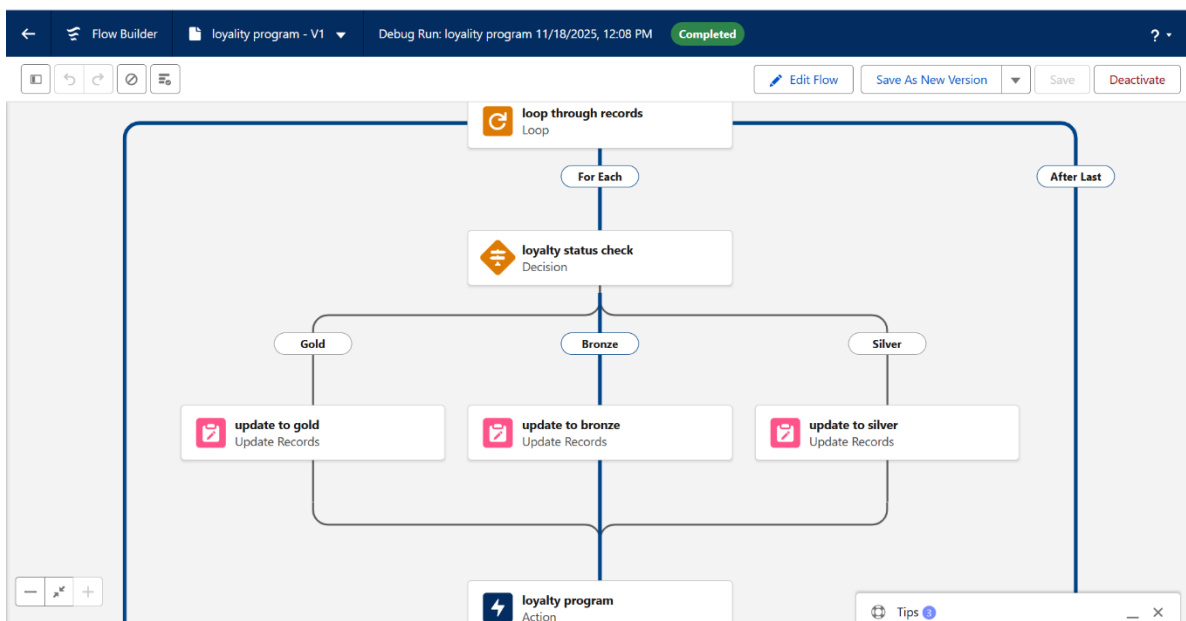 Flow Builder
loyality program - V1
Debug Run: loyality program 11/18/2025, 12:08 PM
Completed
?
Edit Flow
Save As New Version
Save
Deactivate
loop through records
Loop
For Each
After Last
loyalty status check
Decision
Gold
Bronze
Silver
update to gold
Update Records
update to bronze
Update Records
update to silver
Update Records
loyalty program
Action
Tips 3